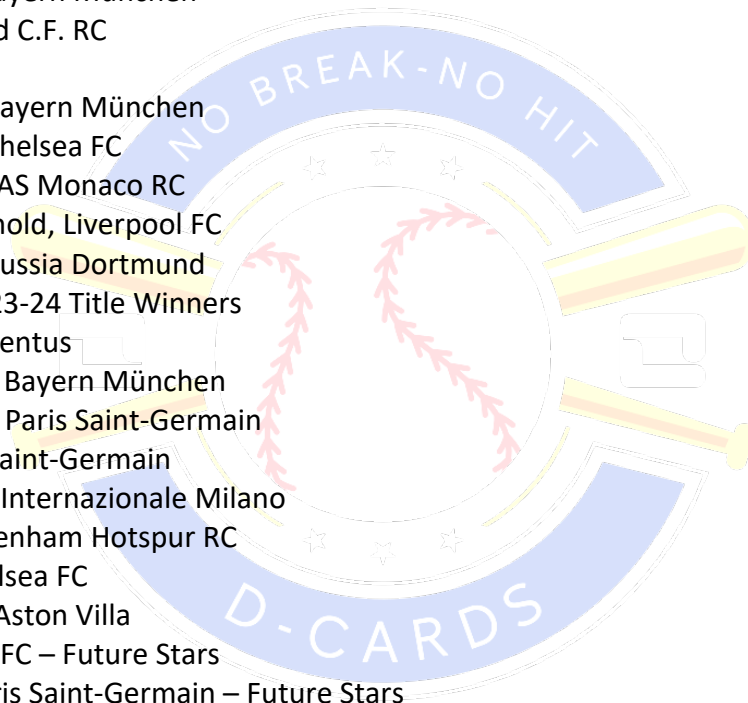 ayern München
d C.F. RC
ayern München
helsea FC
AS Monaco RC
nold, Liverpool FC
ussia Dortmund
23-24 Title Winners
entus
Bayern München
Paris Saint-Germain
aint-Germain
Internazionale Milano
enham Hotspur RC
lsea FC
Aston Villa
FC – Future Stars
ris Saint-Germain – Future Stars
NO BREAK-NO HIT
D-CARDS